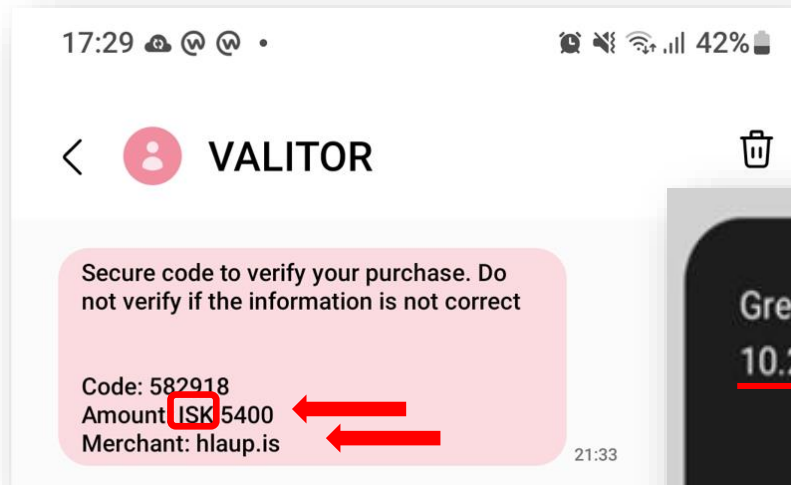 17:29
42%
VALITOR
Secure code to verify your purchase. Do
not verify if the information is not correct
Code: 582918
Amount: ISK 5400
Merchant: hlaup.is
21:33
Gre
10.